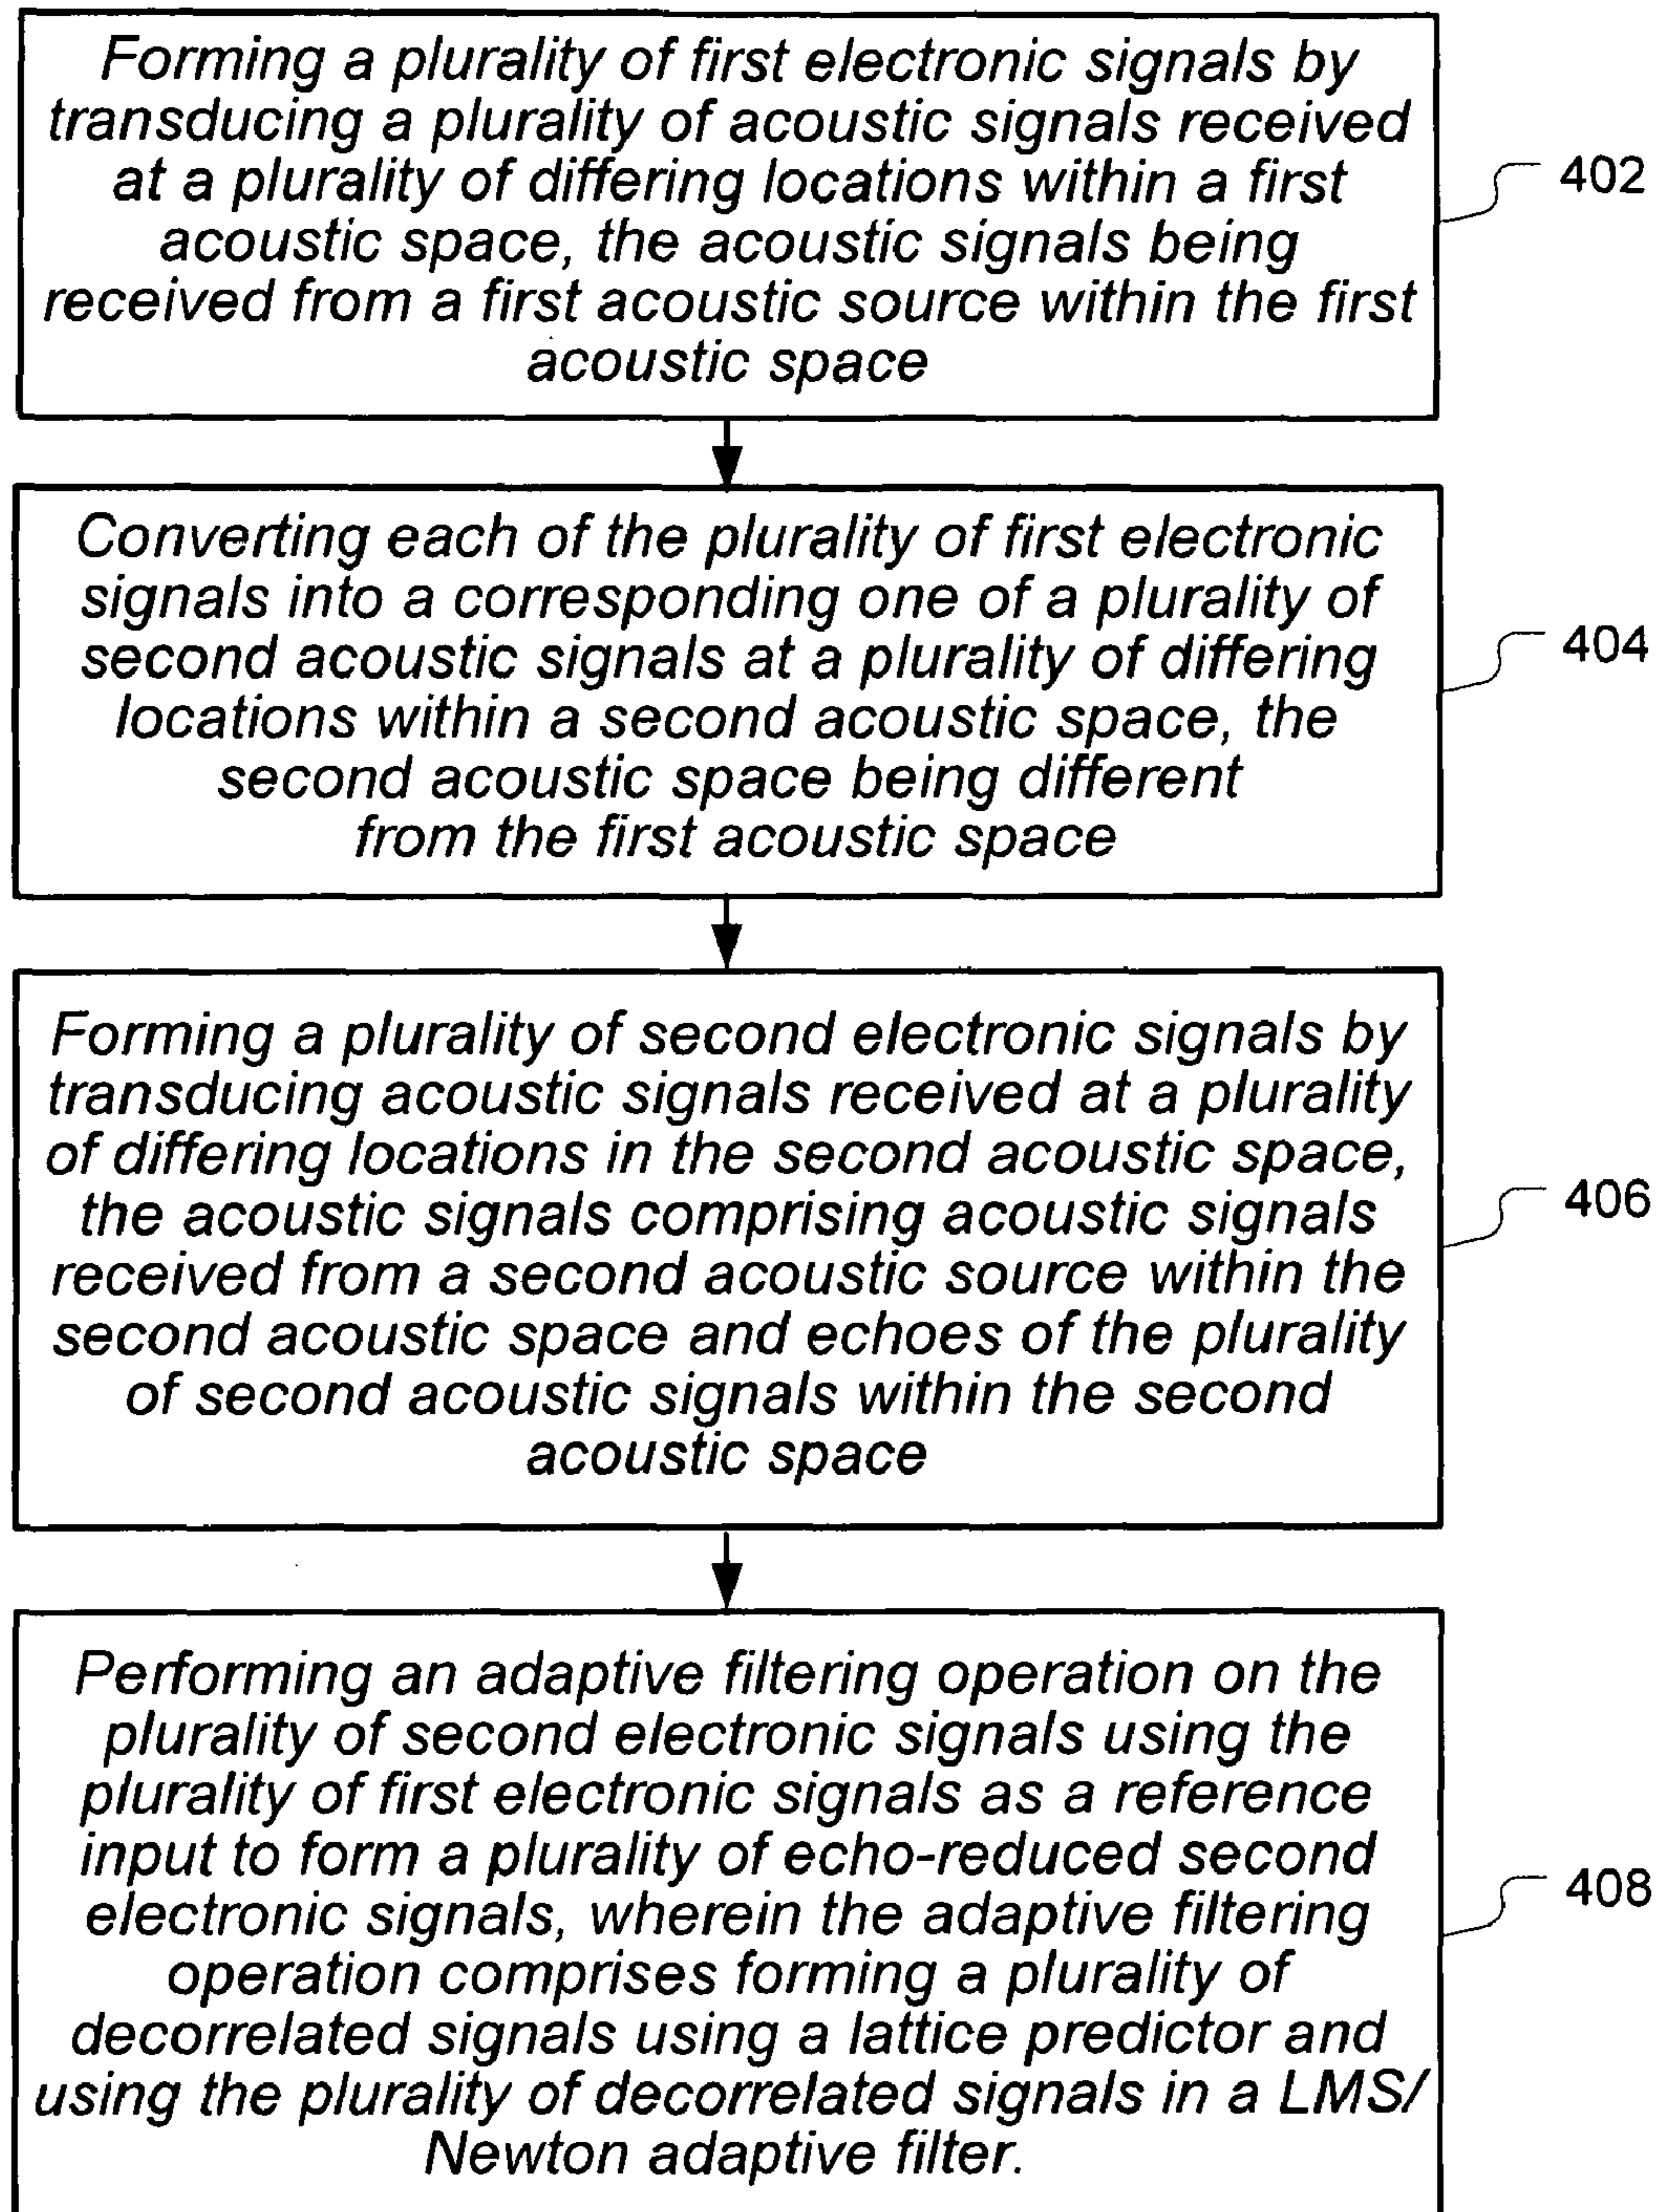 Forming a plurality of first electronic signals by
transducing a plurality of acoustic signals received
at a plurality of differing locations within a first
acoustic space, the acoustic signals being
received from a first acoustic source within the first
acoustic space
402
Converting each of the plurality of first electronic
signals into a corresponding one of a plurality of
second acoustic signals at a plurality of differing
locations within a second acoustic space, the
second acoustic space being different
from the first acoustic space
404
Forming a plurality of second electronic signals by
transducing acoustic signals received at a plurality
of differing locations in the second acoustic space,
the acoustic signals comprising acoustic signals
received from a second acoustic source within the
second acoustic space and echoes of the plurality
of second acoustic signals within the second
acoustic space
406
Performing an adaptive filtering operation on the
plurality of second electronic signals using the
plurality of first electronic signals as a reference
input to form a plurality of echo-reduced second
electronic signals, wherein the adaptive filtering
operation comprises forming a plurality of
decorrelated signals using a lattice predictor and
using the plurality of decorrelated signals in a LMS/
Newton adaptive filter.
408